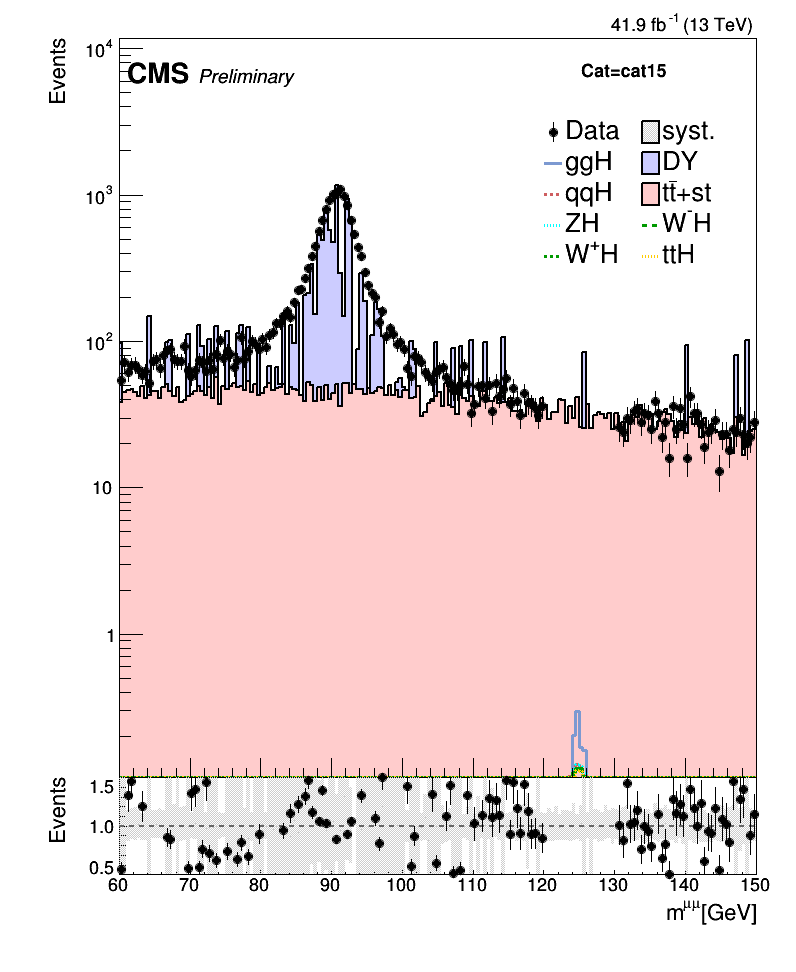 41.9 fb⁻¹ (13 TeV)
Events
10⁴
CMS Preliminary
Cat=cat15
Data syst.
ggH DY
qqH tt̄+st
ZH W⁻H
W⁺H ttH
10³
10²
10
1
Events
1.5
1.0
0.5
60 70 80 90 100 110 120 130 140 150
m^μμ[GeV]